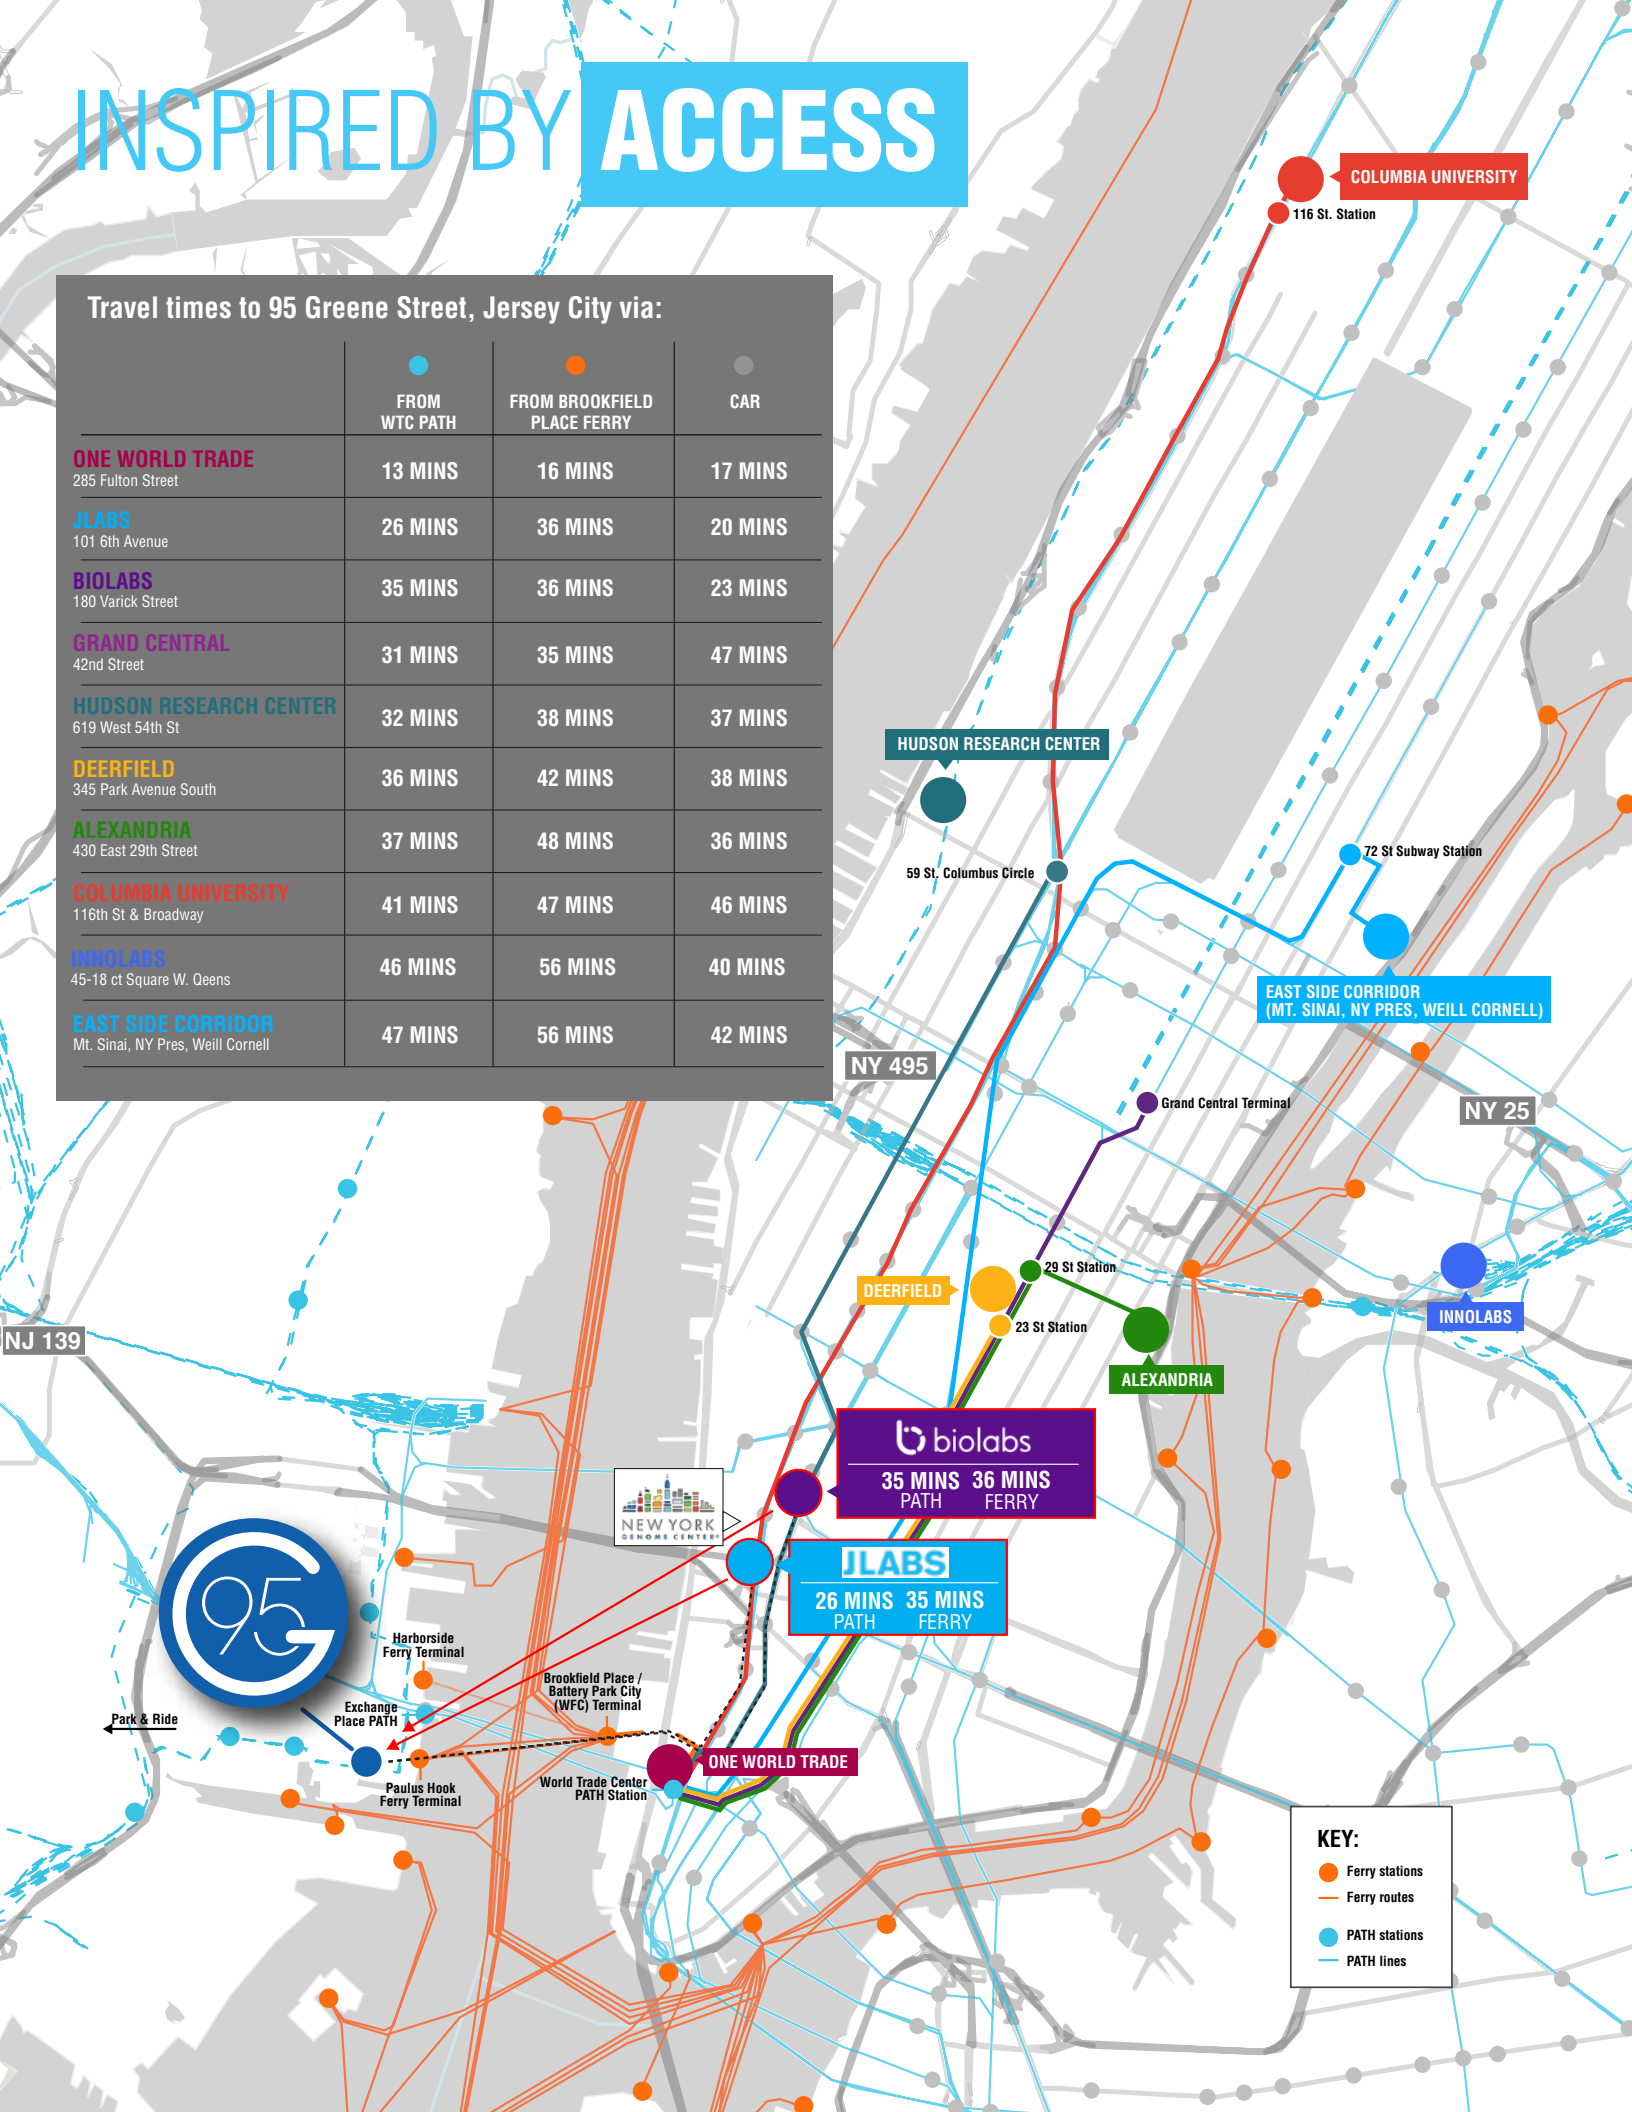 INSPIRED BY ACCESS
COLUMBIA UNIVERSITY
116 St. Station
Travel times to 95 Greene Street, Jersey City via:
FROM
WTC PATH
FROM BROOKFIELD
PLACE FERRY
CAR
ONE WORLD TRADE
285 Fulton Street
13 MINS
16 MINS
17 MINS
JLABS
101 6th Avenue
26 MINS
36 MINS
20 MINS
BIOLABS
180 Varick Street
35 MINS
36 MINS
23 MINS
GRAND CENTRAL
42nd Street
31 MINS
35 MINS
47 MINS
HUDSON RESEARCH CENTER
619 West 54th St
32 MINS
38 MINS
37 MINS
DEERFIELD
345 Park Avenue South
36 MINS
42 MINS
38 MINS
ALEXANDRIA
430 East 29th Street
37 MINS
48 MINS
36 MINS
COLUMBIA UNIVERSITY
116th St & Broadway
41 MINS
47 MINS
46 MINS
INNOLABS
45-18 ct Square W. Qeens
46 MINS
56 MINS
40 MINS
EAST SIDE CORRIDOR
Mt. Sinai, NY Pres, Weill Cornell
47 MINS
56 MINS
42 MINS
HUDSON RESEARCH CENTER
59 St. Columbus Circle
72 St Subway Station
EAST SIDE CORRIDOR
(MT. SINAI, NY PRES, WEILL CORNELL)
NY 495
Grand Central Terminal
NY 25
29 St Station
DEERFIELD
23 St Station
INNOLABS
NJ 139
ALEXANDRIA
biolabs
35 MINS 36 MINS
PATH FERRY
NEW YORK
GENOME CENTER
JLABS
26 MINS 35 MINS
PATH FERRY
95G
Harborside
Ferry Terminal
Brookfield Place /
Battery Park City
(WFC) Terminal
Exchange
Place PATH
Park & Ride
ONE WORLD TRADE
World Trade Center
PATH Station
Paulus Hook
Ferry Terminal
KEY:
Ferry stations
Ferry routes
PATH stations
PATH lines